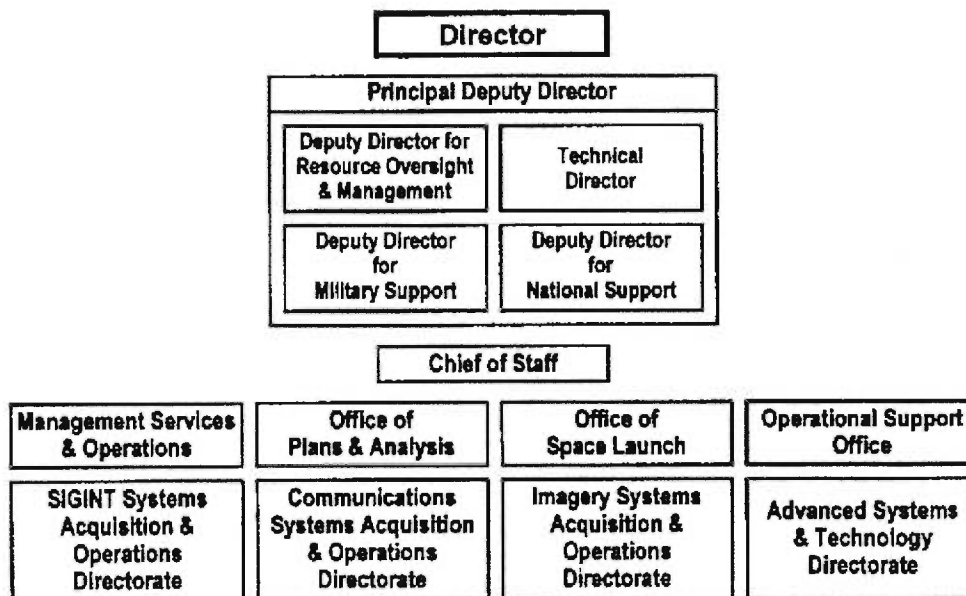 Director
Principal Deputy Director
Deputy Director for
Resource Oversight
& Management
Technical
Director
Deputy Director
for
Military Support
Deputy Director
for
National Support
Chief of Staff
Management Services
& Operations
Office of
Plans & Analysis
Office of
Space Launch
Operational Support
Office
SIGINT Systems
Acquisition &
Operations
Directorate
Communications
Systems Acquisition
& Operations
Directorate
Imagery Systems
Acquisition &
Operations
Directorate
Advanced Systems
& Technology
Directorate